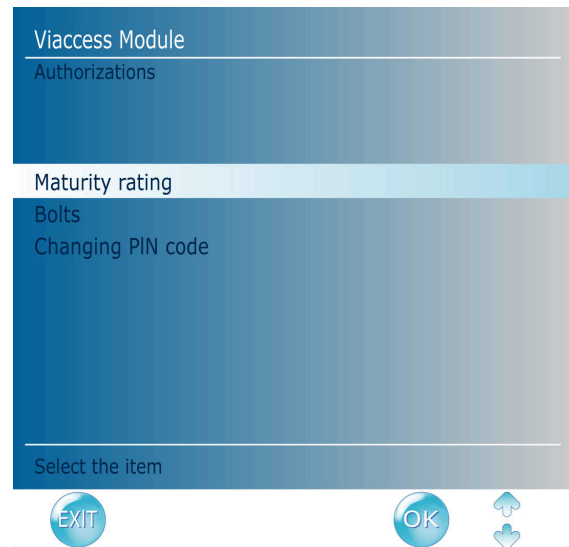 Viaccess Module
Authorizations
Maturity rating
Bolts
Changing PIN code
Select the item
EXIT
OK